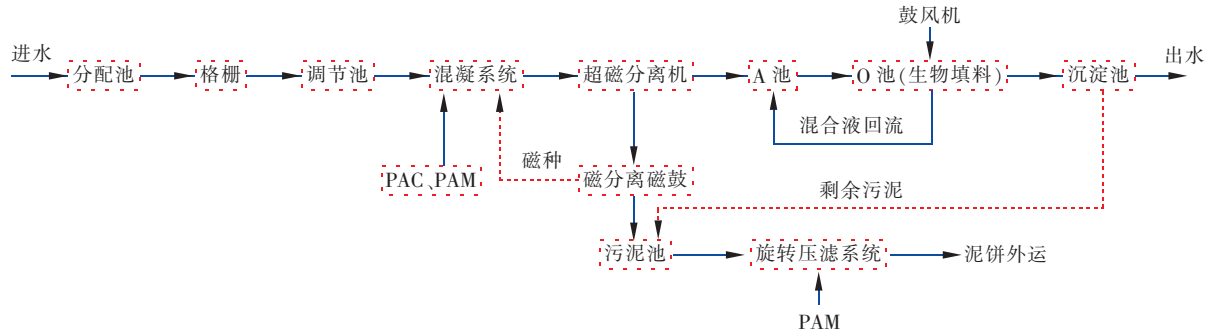 鼓风机
进水
出水
分配池
格栅
调节池
混凝系统
超磁分离机
A 池
O 池(生物填料)
沉淀池
混合液回流
磁种
PAC、PAM
磁分离磁鼓
剩余污泥
污泥池
旋转压滤系统
泥饼外运
PAM